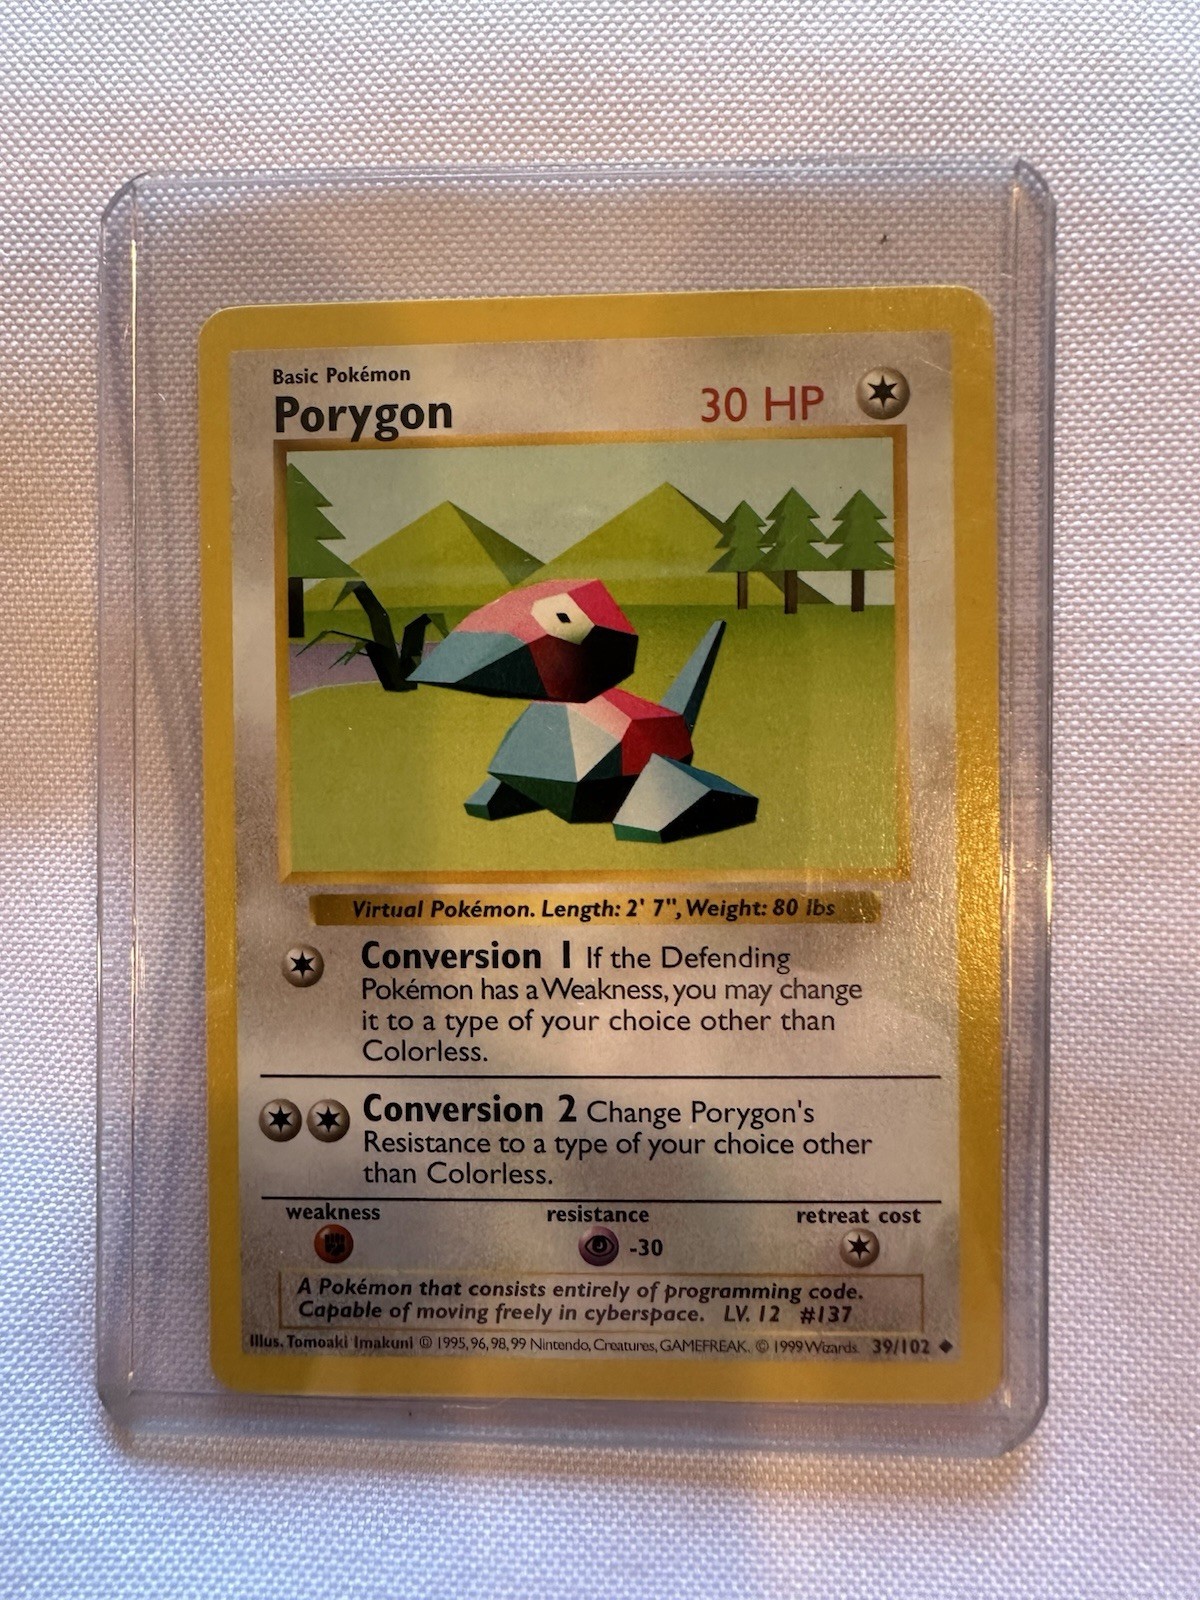 Basic Pokémon
Porygon
30 HP
Virtual Pokémon. Length: 2' 7", Weight: 80 lbs
Conversion 1 If the Defending
Pokémon has a Weakness, you may change
it to a type of your choice other than
Colorless.
Conversion 2 Change Porygon's
Resistance to a type of your choice other
than Colorless.
weakness resistance retreat cost
-30
A Pokémon that consists entirely of programming code.
Capable of moving freely in cyberspace. LV. 12 #137
Illus. Tomoaki Imakuni © 1995, 96, 98, 99 Nintendo, Creatures, GAMEFREAK. © 1999 Wizards. 39/102